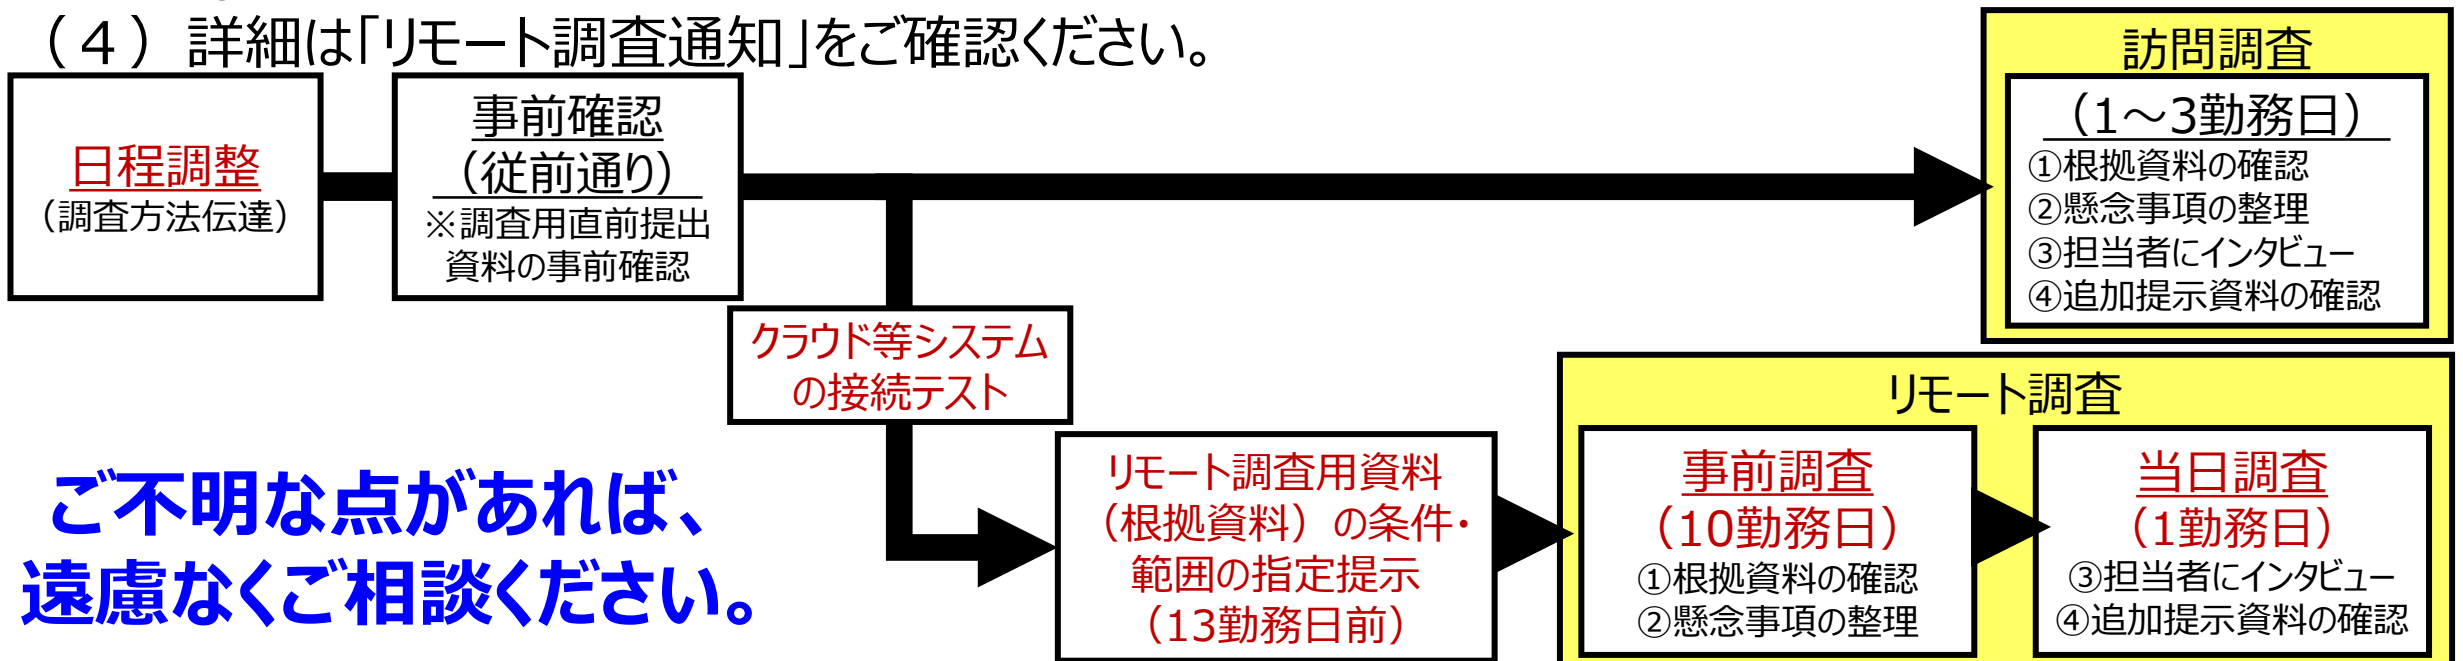 （４）詳細は「リモート調査通知」をご確認ください。
日程調整
（調査方法伝達）
事前確認
（従前通り）
※調査用直前提出
資料の事前確認
訪問調査
（1～3勤務日）
①根拠資料の確認
②懸念事項の整理
③担当者にインタビュー
④追加提示資料の確認
クラウド等システム
の接続テスト
リモート調査用資料
（根拠資料）の条件・
範囲の指定提示
（13勤務日前）
リモート調査
事前調査
（10勤務日）
①根拠資料の確認
②懸念事項の整理
当日調査
（1勤務日）
③担当者にインタビュー
④追加提示資料の確認
ご不明な点があれば、
遠慮なくご相談ください。